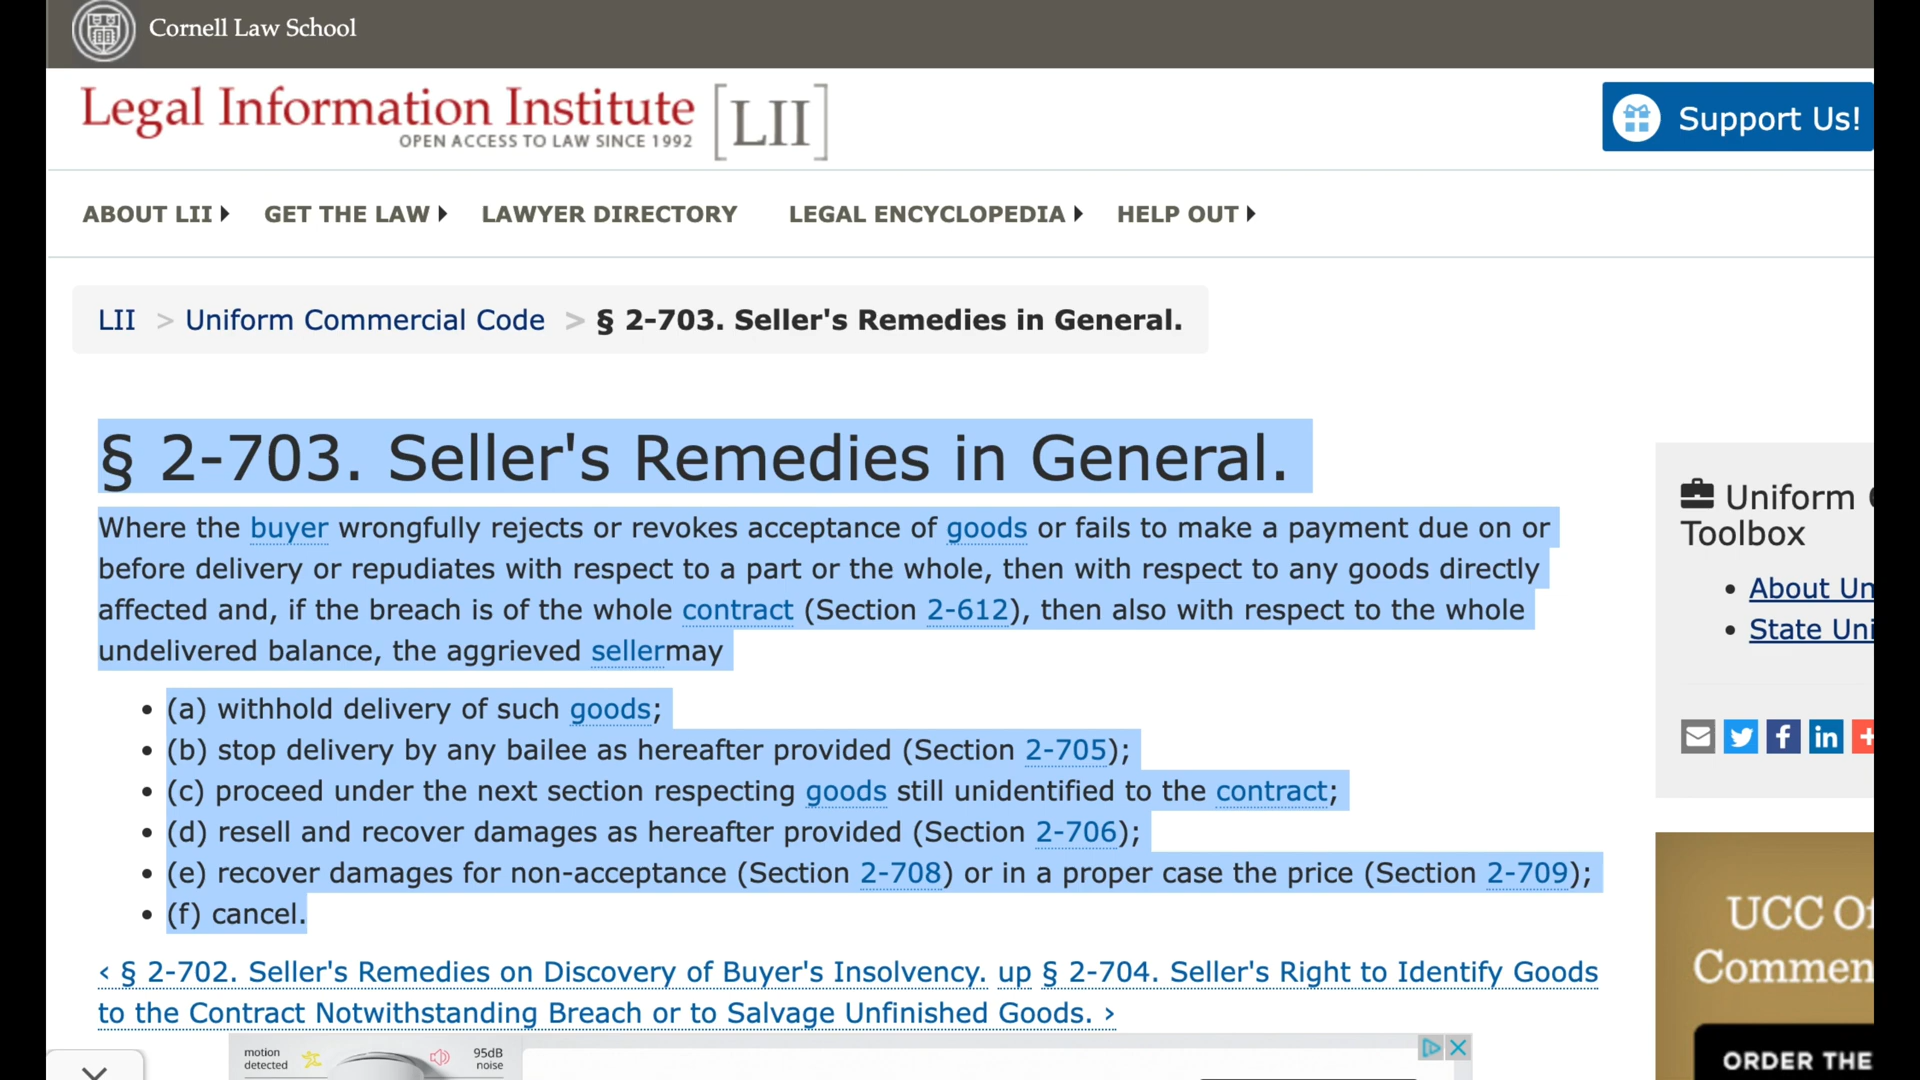 Cornell Law School
Legal Information Institute
OPEN ACCESS TO LAW SINCE 1992
[LII]
Support Us!
ABOUT LII
GET THE LAW
LAWYER DIRECTORY
LEGAL ENCYCLOPEDIA
HELP OUT
LII > Uniform Commercial Code > § 2-703. Seller's Remedies in General.
§ 2-703. Seller's Remedies in General.
Where the buyer wrongfully rejects or revokes acceptance of goods or fails to make a payment due on or
before delivery or repudiates with respect to a part or the whole, then with respect to any goods directly
affected and, if the breach is of the whole contract (Section 2-612), then also with respect to the whole
undelivered balance, the aggrieved sellermay
• (a) withhold delivery of such goods;
• (b) stop delivery by any bailee as hereafter provided (Section 2-705);
• (c) proceed under the next section respecting goods still unidentified to the contract;
• (d) resell and recover damages as hereafter provided (Section 2-706);
• (e) recover damages for non-acceptance (Section 2-708) or in a proper case the price (Section 2-709);
• (f) cancel.
‹ § 2-702. Seller's Remedies on Discovery of Buyer's Insolvency. up § 2-704. Seller's Right to Identify Goods
to the Contract Notwithstanding Breach or to Salvage Unfinished Goods. ›
Uniform
Toolbox
• About Un
• State Uni
UCC Of
Commen
ORDER THE
motion
detected
95dB
noise